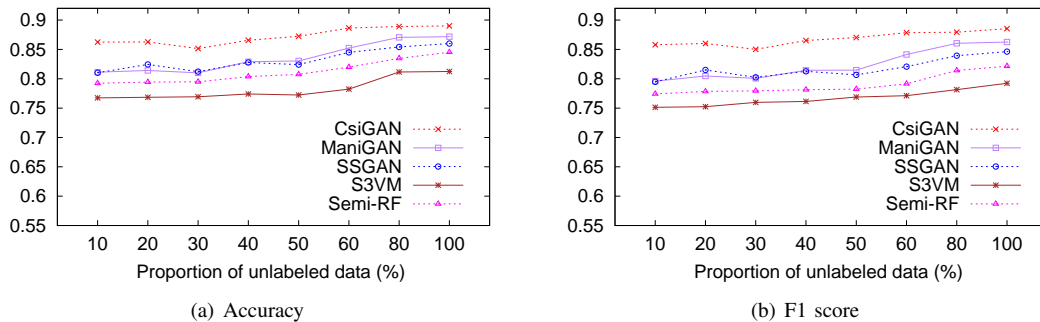 0.9
0.85
0.8
0.75
0.7
0.65
0.6
0.55
CsiGAN
ManiGAN
SSGAN
S3VM
Semi-RF
10 20 30 40 50 60 80 100
Proportion of unlabeled data (%)
(a) Accuracy
0.9
0.85
0.8
0.75
0.7
0.65
0.6
0.55
CsiGAN
ManiGAN
SSGAN
S3VM
Semi-RF
10 20 30 40 50 60 80 100
Proportion of unlabeled data (%)
(b) F1 score